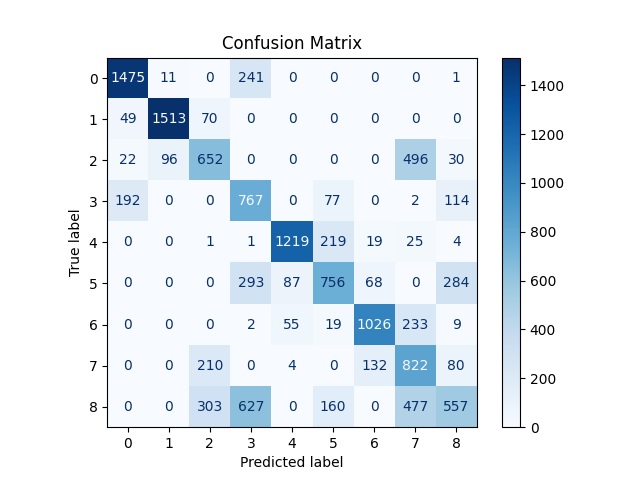 Confusion Matrix
True label
0 1475 11 0 241 0 0 0 0 1
1 49 1513 70 0 0 0 0 0 0
2 22 96 652 0 0 0 0 496 30
3 192 0 0 767 0 77 0 2 114
4 0 0 1 1 1219 219 19 25 4
5 0 0 0 293 87 756 68 0 284
6 0 0 0 2 55 19 1026 233 9
7 0 0 210 0 4 0 132 822 80
8 0 0 303 627 0 160 0 477 557
0 1 2 3 4 5 6 7 8
Predicted label
1400
1200
1000
800
600
400
200
0